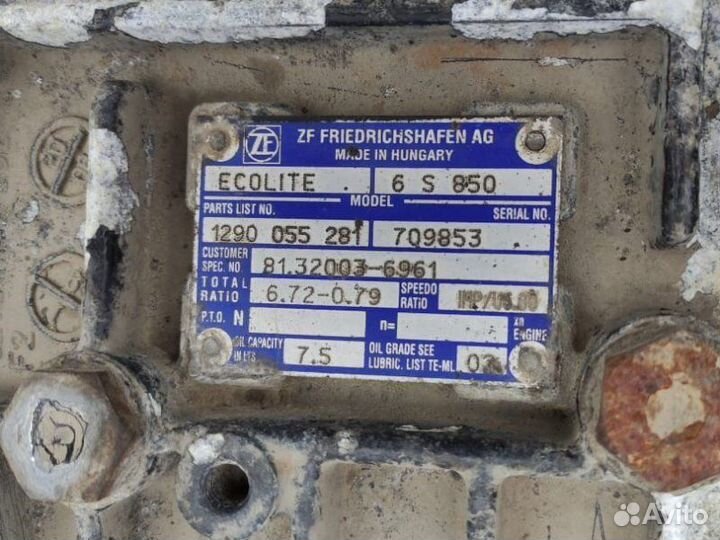 ZF
ZF FRIEDRICHSHAFEN AG
MADE IN HUNGARY
ECOLITE 6 S 850
MODEL
PARTS LIST NO. SERIAL NO.
1290 055 281 709853
CUSTOMER SPEC. NO. 81.32003-6961
TOTAL RATIO 6.72-0.79 SPEEDO RATIO
P.T.O. N n= ENGINE
OIL CAPACITY IN LTS 7.5 OIL GRADE SEE LUBRIC. LIST TE-ML 02
F2
Avito